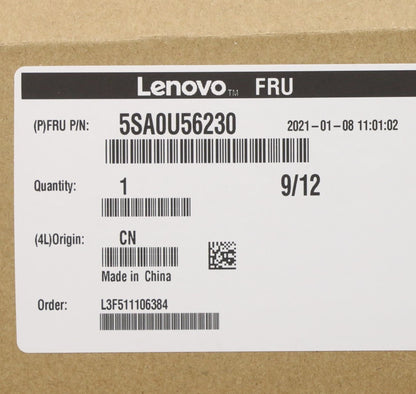 Lenovo™ FRU
(P)FRU P/N: 5SA0U56230 2021-01-08 11:01:02
Quantity: 1 9/12
(4L)Origin: CN
Made in China
Order: L3F511106384